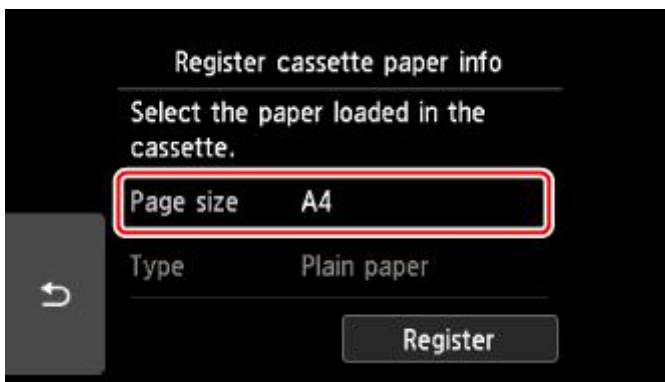 Register cassette paper info
Select the paper loaded in the
cassette.
Page size A4
Type Plain paper
Register